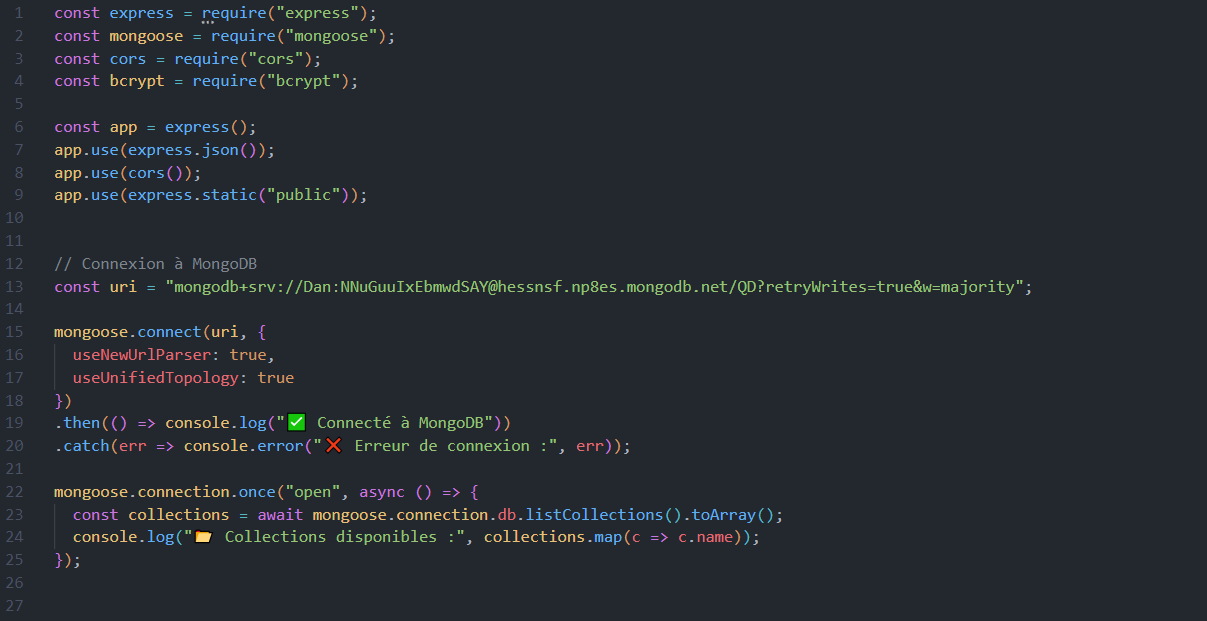 1 const express = require("express");
2 const mongoose = require("mongoose");
3 const cors = require("cors");
4 const bcrypt = require("bcrypt");
5
6 const app = express();
7 app.use(express.json());
8 app.use(cors());
9 app.use(express.static("public"));
10
11
12 // Connexion à MongoDB
13 const uri = "mongodb+srv://Dan:NNuGuuIxEbmwdSAY@hessnsf.np8es.mongodb.net/QD?retryWrites=true&w=majority";
14
15 mongoose.connect(uri, {
16   useNewUrlParser: true,
17   useUnifiedTopology: true
18 })
19 .then(() => console.log("✅ Connecté à MongoDB"))
20 .catch(err => console.error("❌ Erreur de connexion :", err));
21
22 mongoose.connection.once("open", async () => {
23   const collections = await mongoose.connection.db.listCollections().toArray();
24   console.log("📂 Collections disponibles :", collections.map(c => c.name));
25 });
26
27